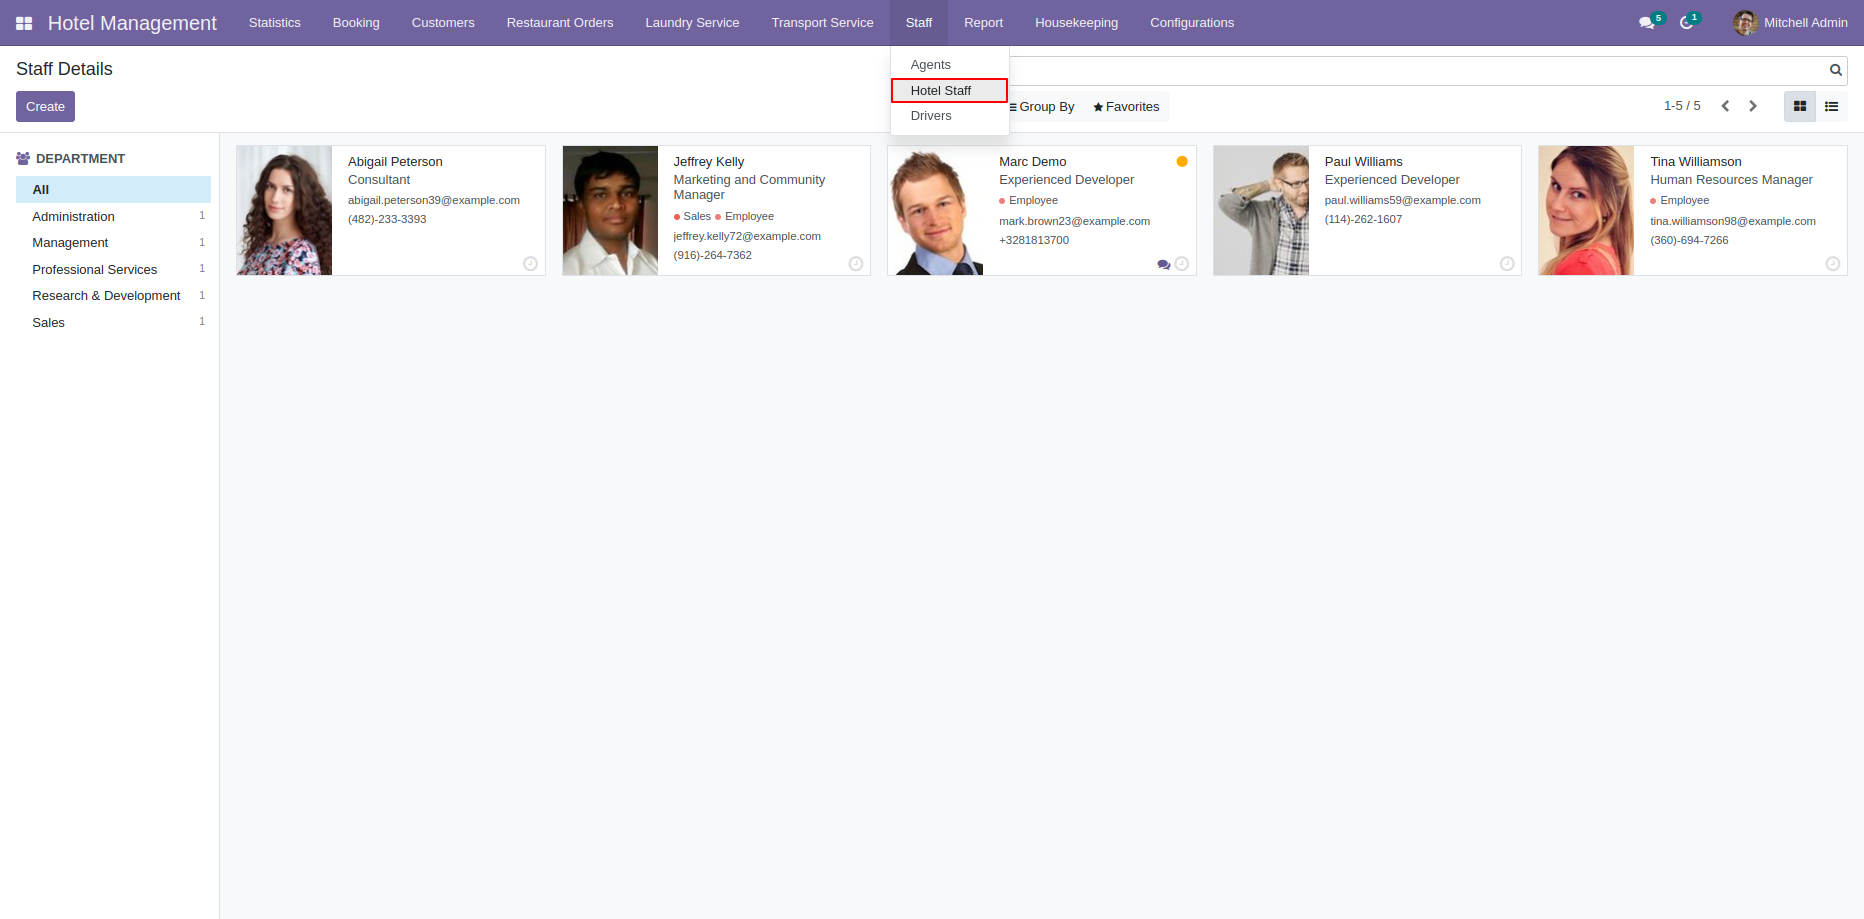 Hotel Management Statistics Booking Customers Restaurant Orders Laundry Service Transport Service Staff Report Housekeeping Configurations 5 1 Mitchell Admin
Staff Details
Agents
Hotel Staff
Drivers
Create
Group By Favorites
1-5 / 5
DEPARTMENT
All
Administration 1
Management 1
Professional Services 1
Research & Development 1
Sales 1
Abigail Peterson
Consultant
abigail.peterson39@example.com
(482)-233-3393
Jeffrey Kelly
Marketing and Community
Manager
Sales Employee
jeffrey.kelly72@example.com
(916)-264-7362
Marc Demo
Experienced Developer
Employee
mark.brown23@example.com
+3281813700
Paul Williams
Experienced Developer
paul.williams59@example.com
(114)-262-1607
Tina Williamson
Human Resources Manager
Employee
tina.williamson98@example.com
(360)-694-7266